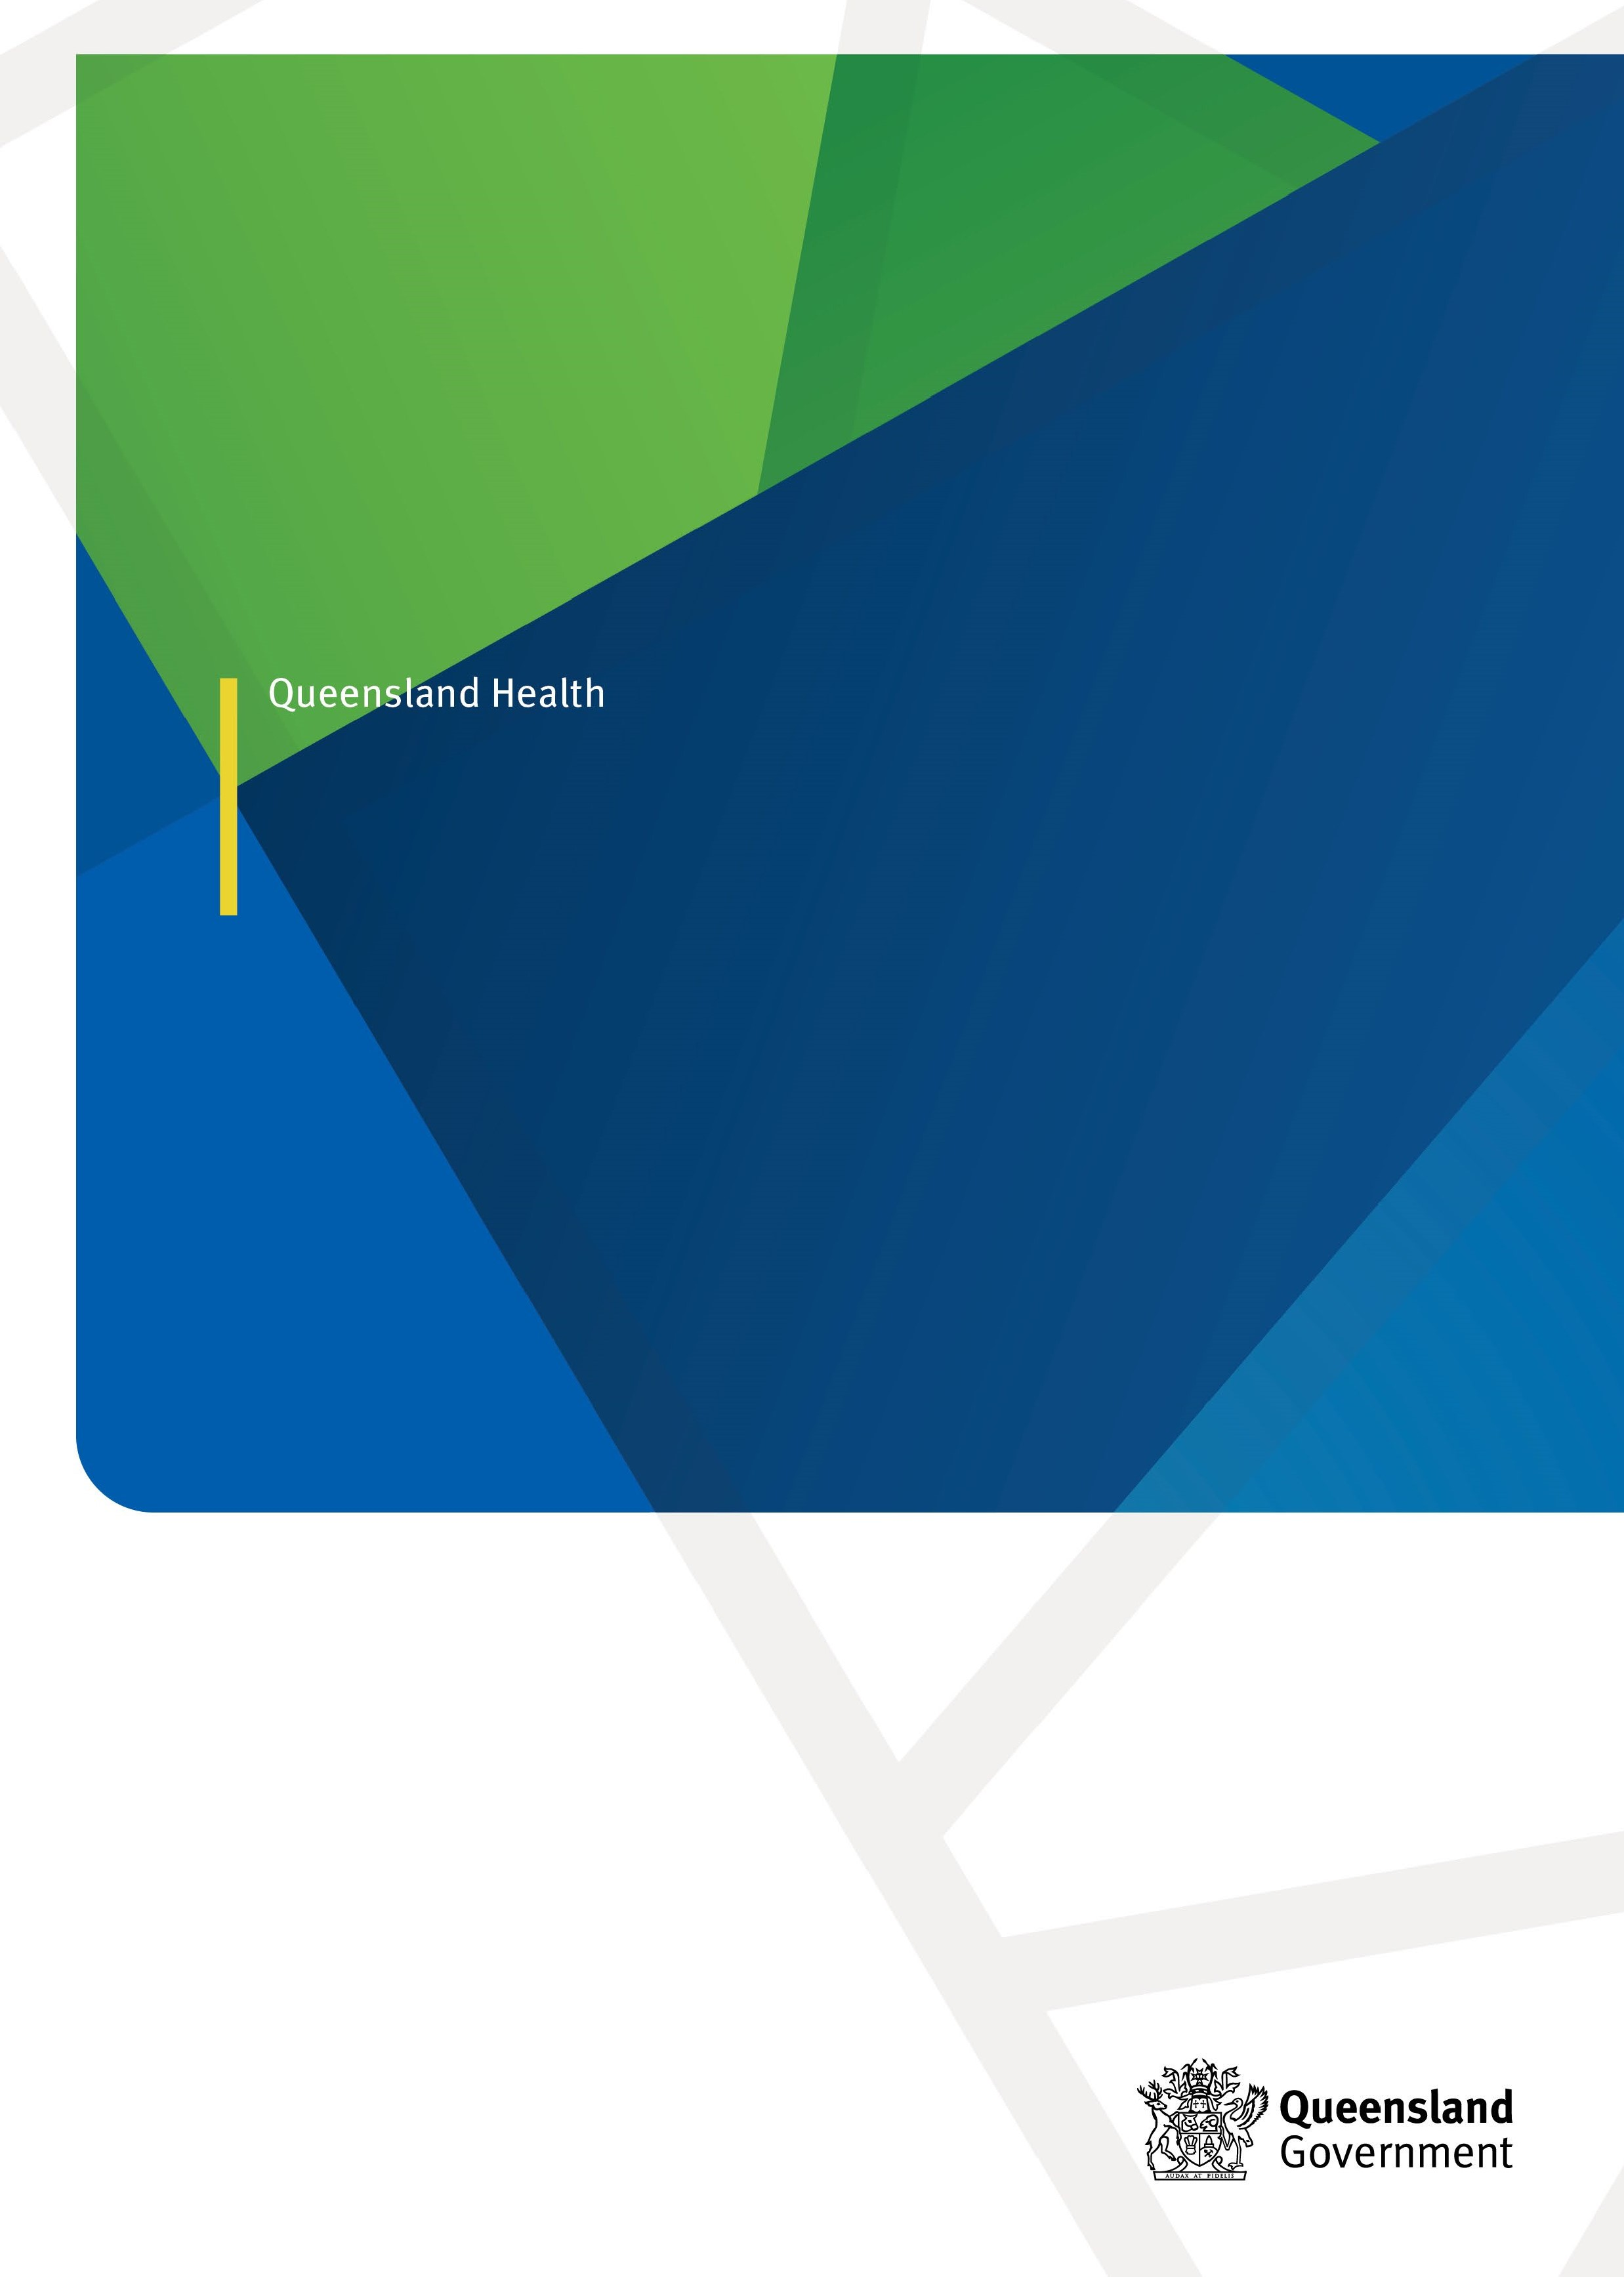 Queensland Health
AUDAX AT FIDELIS
Queensland
Government